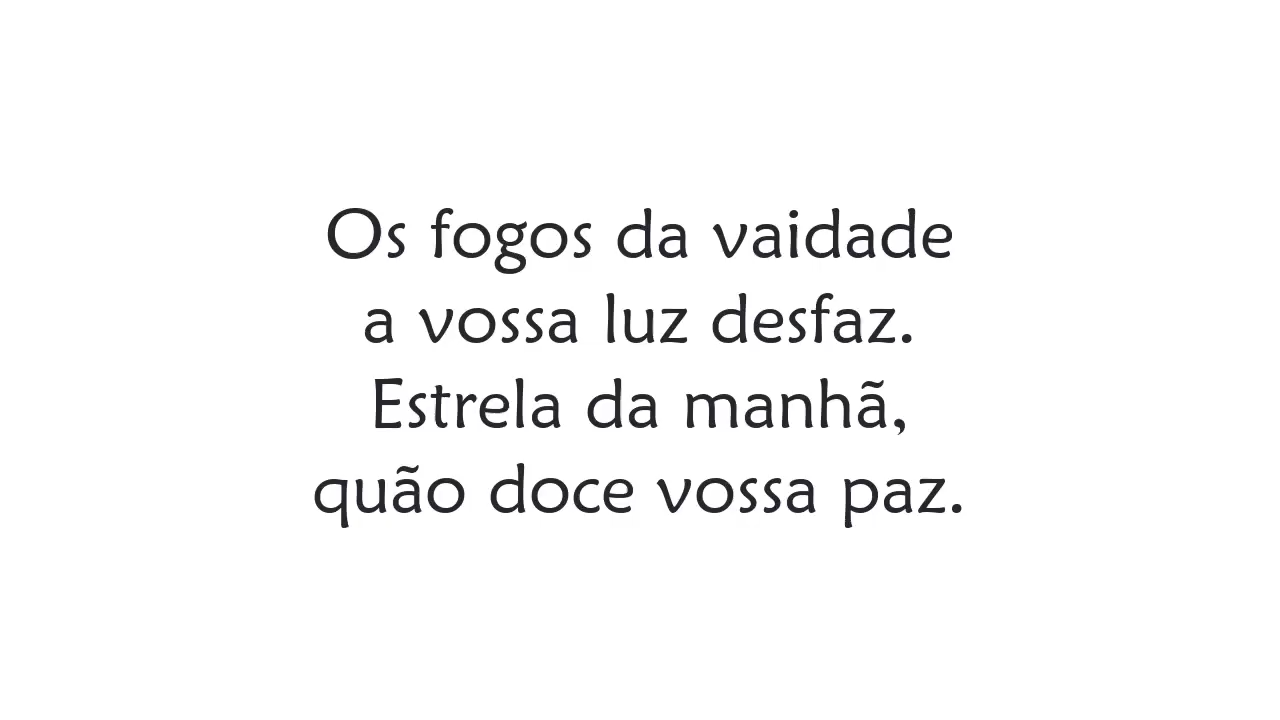 Os fogos da vaidade
a vossa luz desfaz.
Estrela da manhã,
quão doce vossa paz.